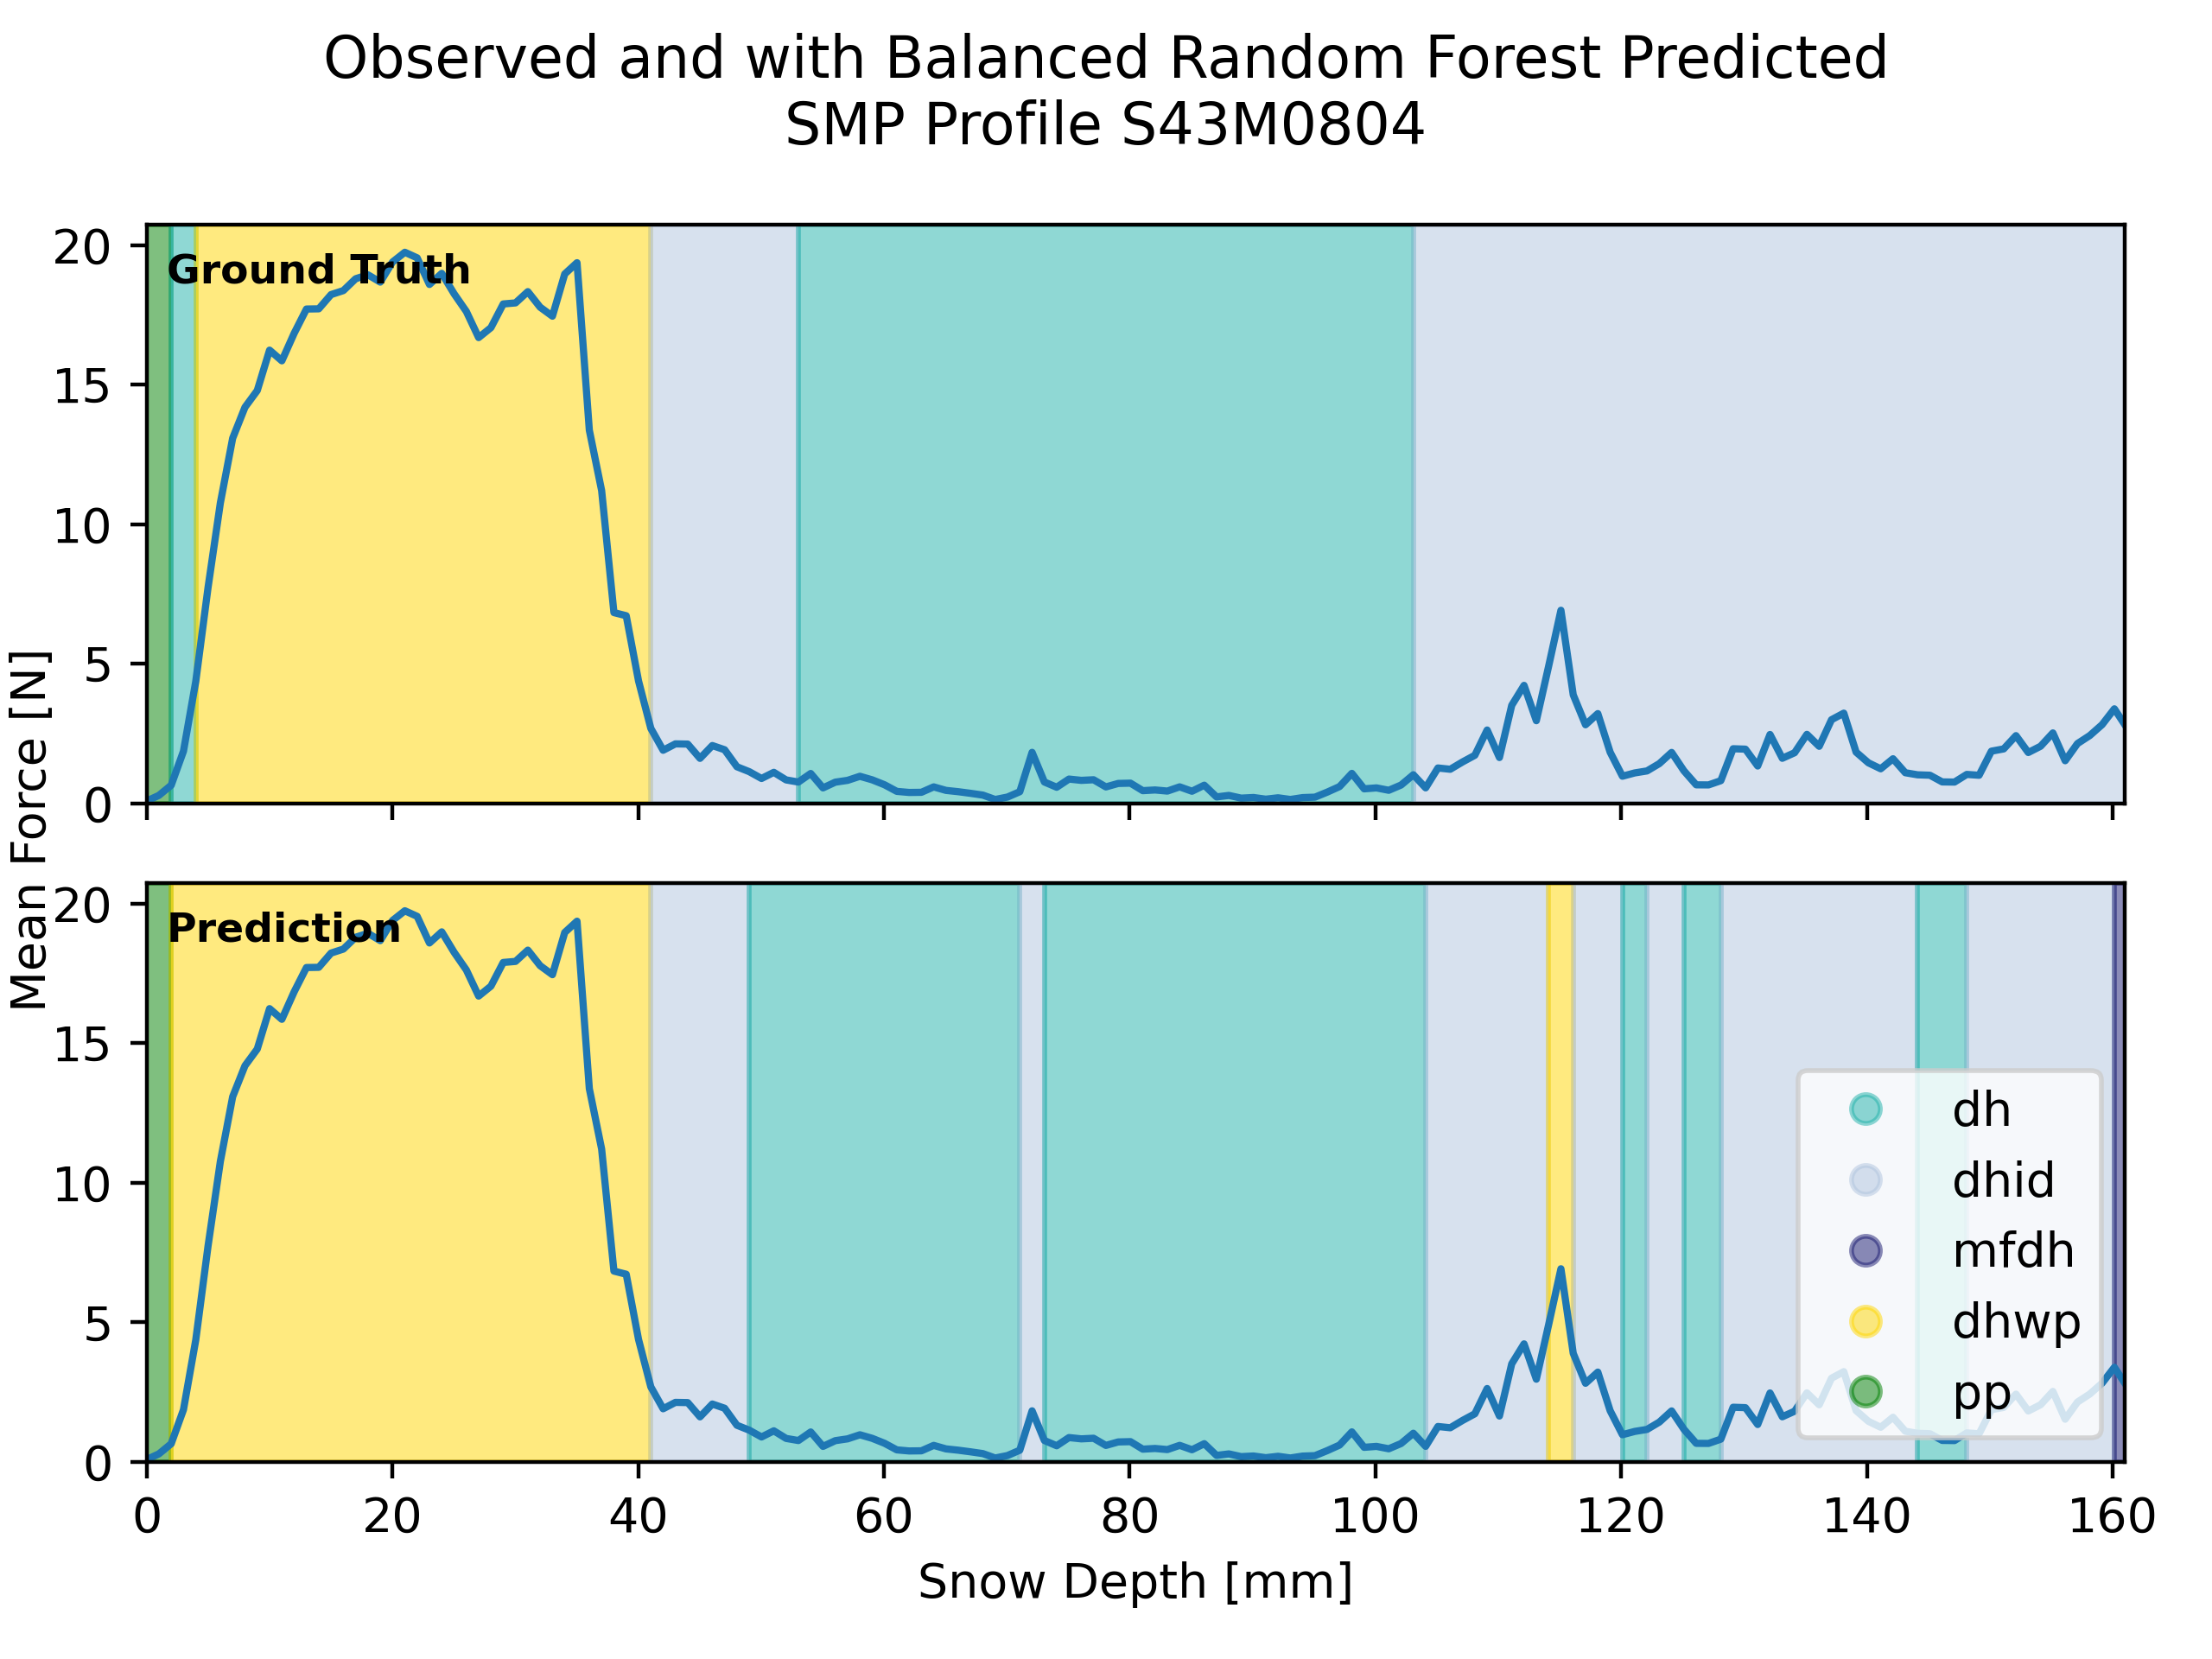 Observed and with Balanced Random Forest Predicted
SMP Profile S43M0804
Mean Force [N]
20
15
10
5
0
Ground Truth
20
15
10
5
0
Prediction
dh
dhid
mfdh
dhwp
pp
0 20 40 60 80 100 120 140 160
Snow Depth [mm]